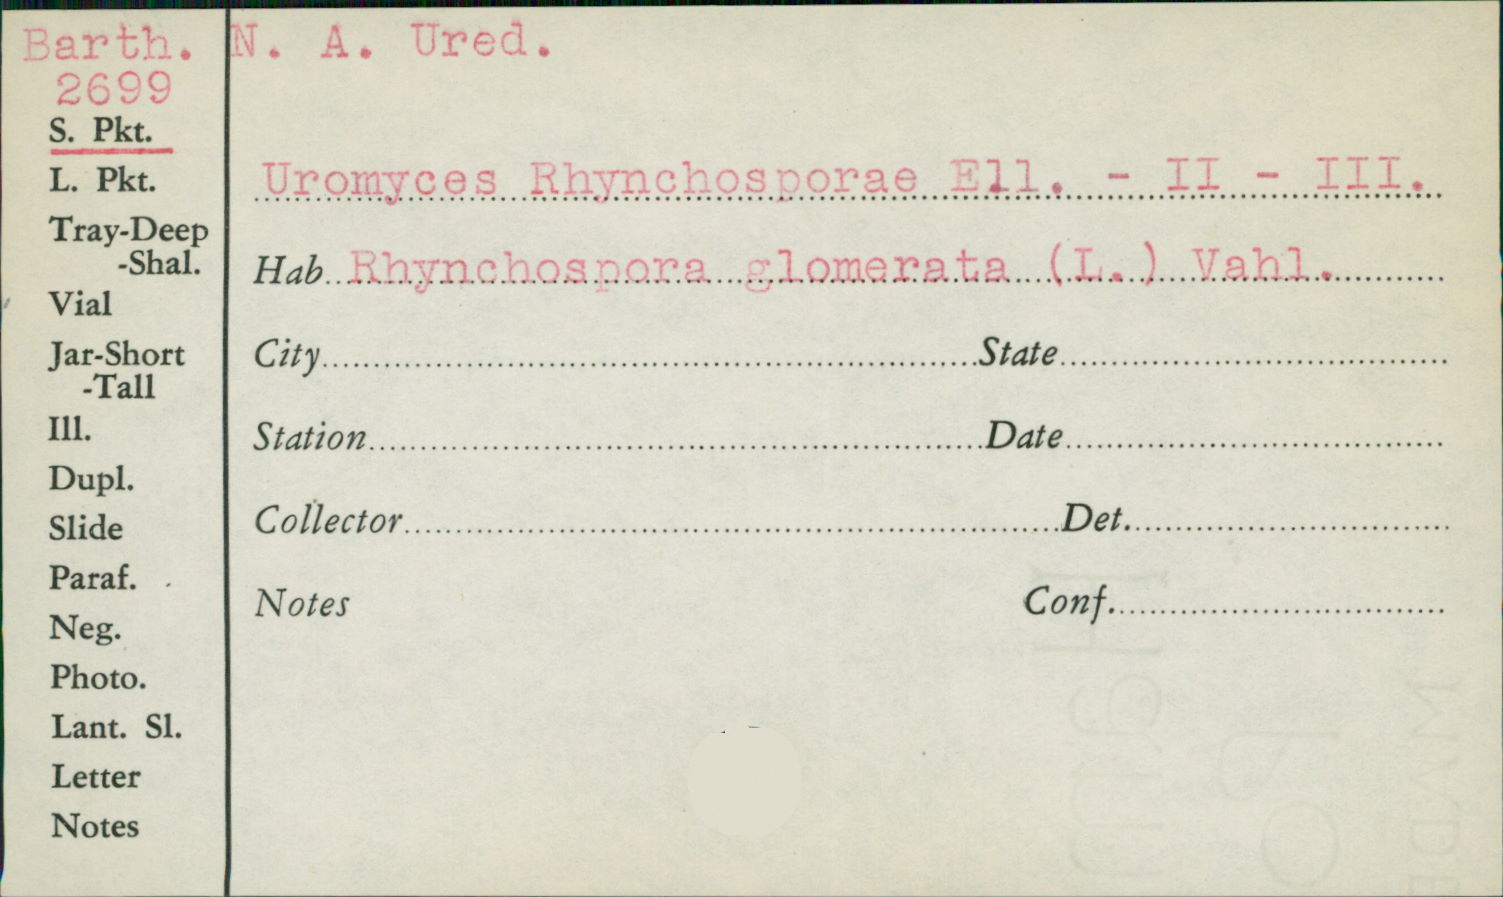 Barth. N. A. Ured.
2699
S. Pkt.
L. Pkt.
Tray-Deep
-Shal.
Vial
Jar-Short
-Tall
Ill.
Dupl.
Slide
Paraf.
Neg.
Photo.
Lant. Sl.
Letter
Notes
Uromyces Rhynchosporae Ell. - II - III.
Hab Rhynchospora glomerata (L.) Vahl.
City State
Station Date
Collector Det.
Notes Conf.